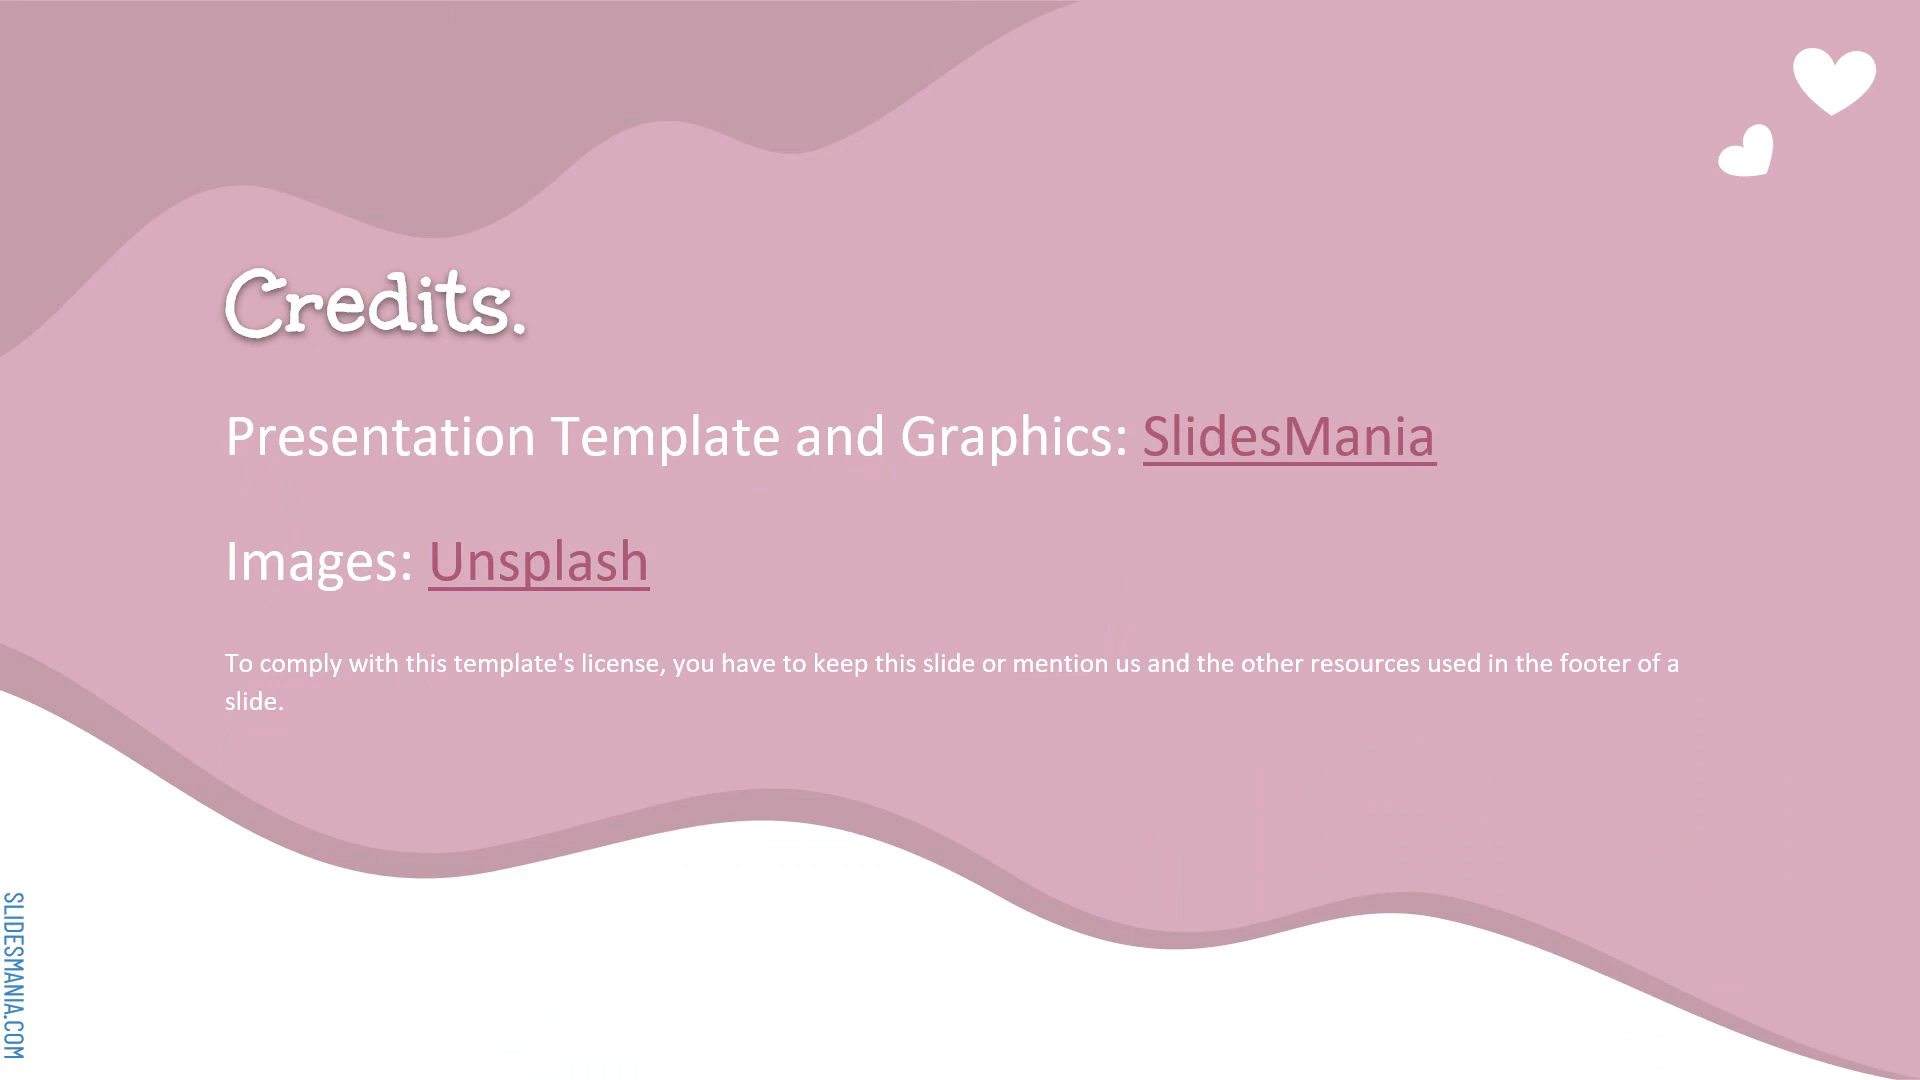 Credits.
Presentation Template and Graphics: SlidesMania
Images: Unsplash
To comply with this template's license, you have to keep this slide or mention us and the other resources used in the footer of a
slide.
SLIDESMANIA.COM